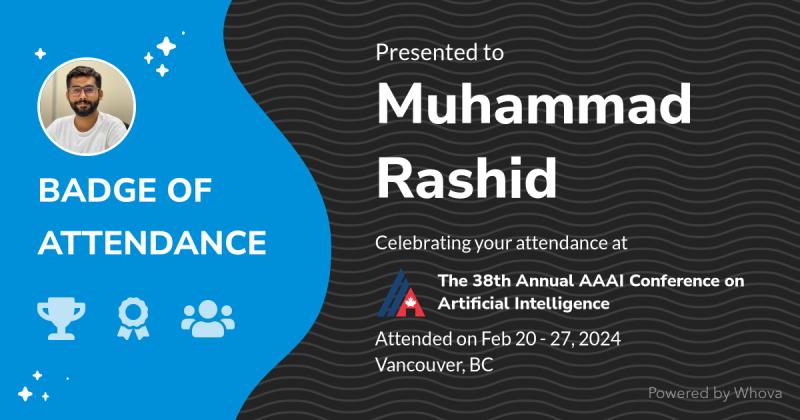 BADGE OF
ATTENDANCE
Presented to
Muhammad
Rashid
Celebrating your attendance at
The 38th Annual AAAI Conference on
Artificial Intelligence
Attended on Feb 20 - 27, 2024
Vancouver, BC
Powered by Whova